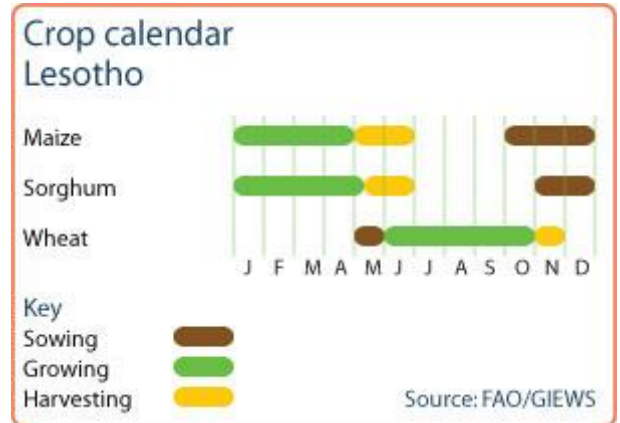 Crop calendar
Lesotho
Maize
Sorghum
Wheat
J F M A M J J A S O N D
Key
Sowing
Growing
Harvesting
Source: FAO/GIEWS